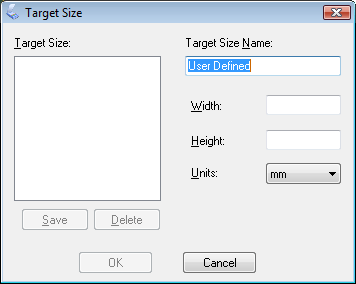 Target Size
Target Size:
Target Size Name:
User Defined
Width:
Height:
Units:
mm
Save
Delete
OK
Cancel